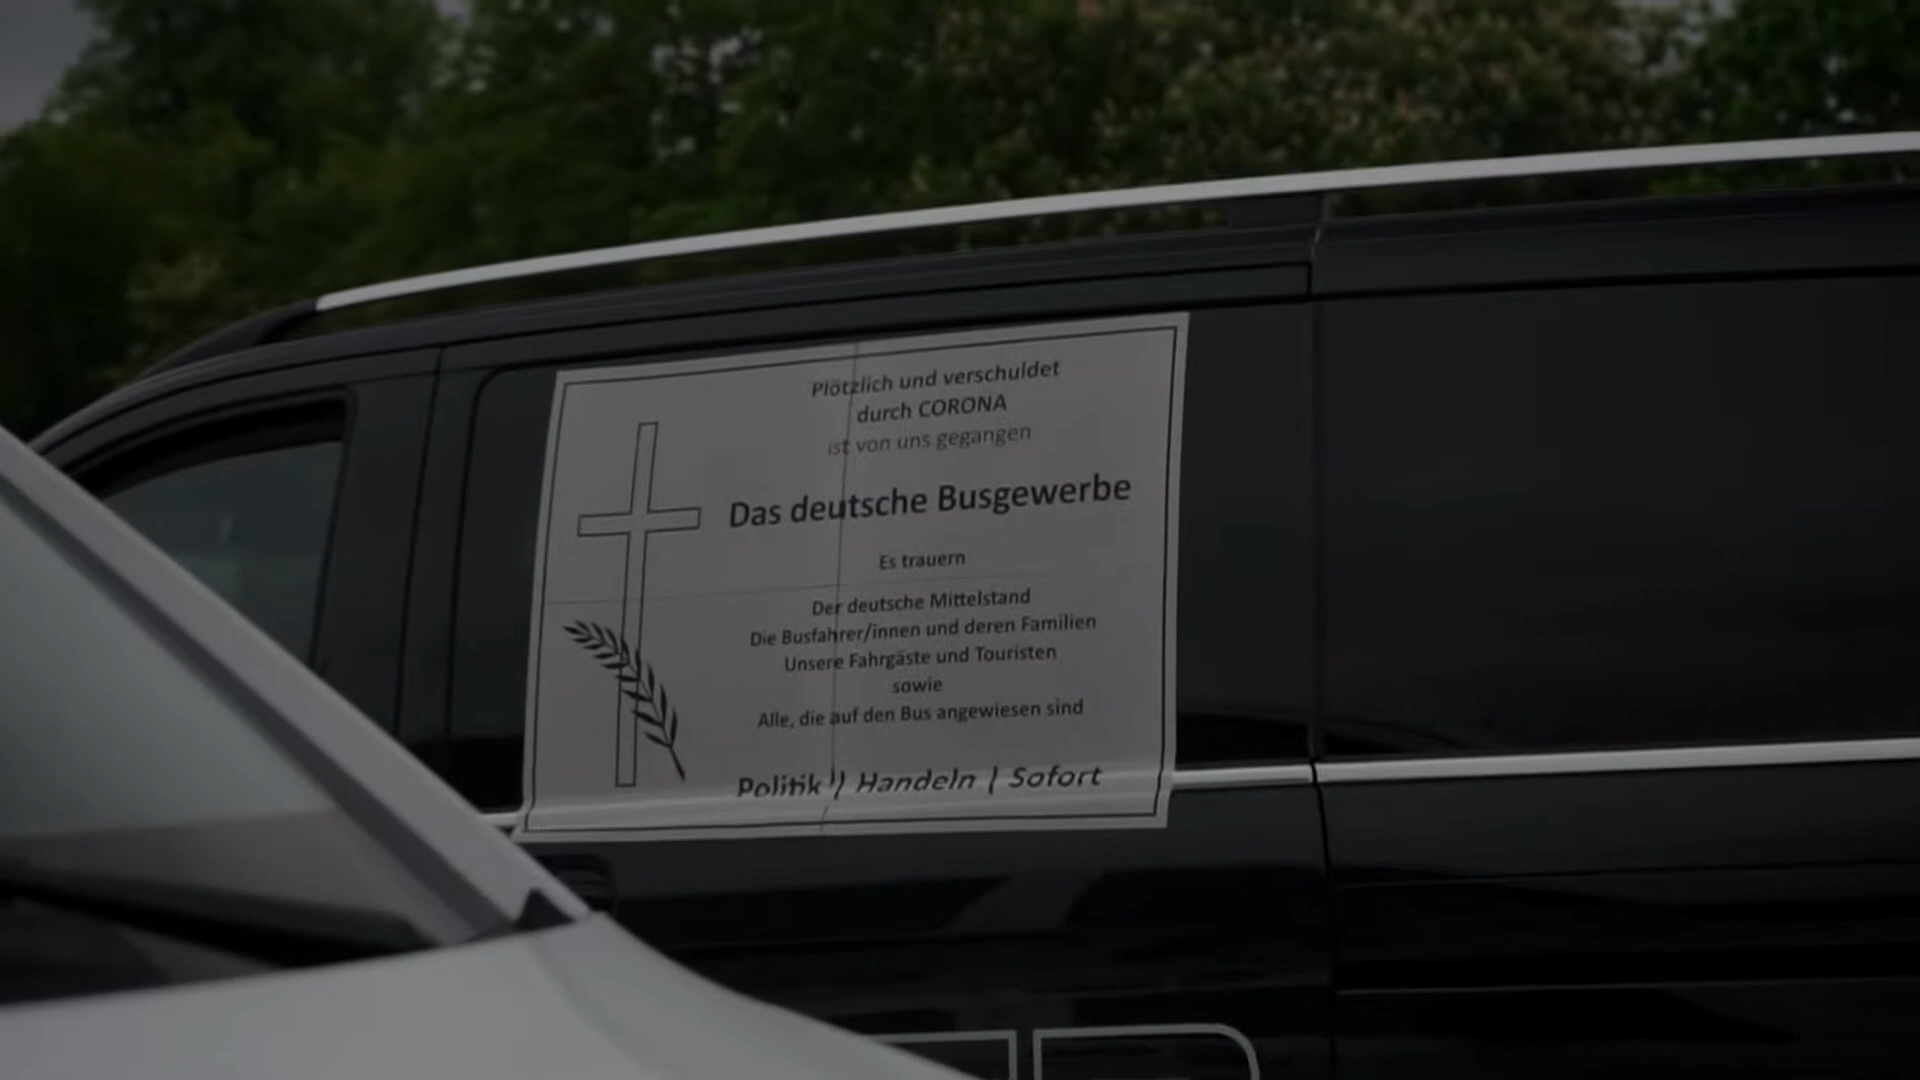 Plötzlich und verschuldet
durch CORONA
ist von uns gegangen
Das deutsche Busgewerbe
Es trauern
Der deutsche Mittelstand
Die Busfahrer/innen und deren Familien
Unsere Fahrgäste und Touristen
sowie
Alle, die auf den Bus angewiesen sind
Politik | Handeln | Sofort